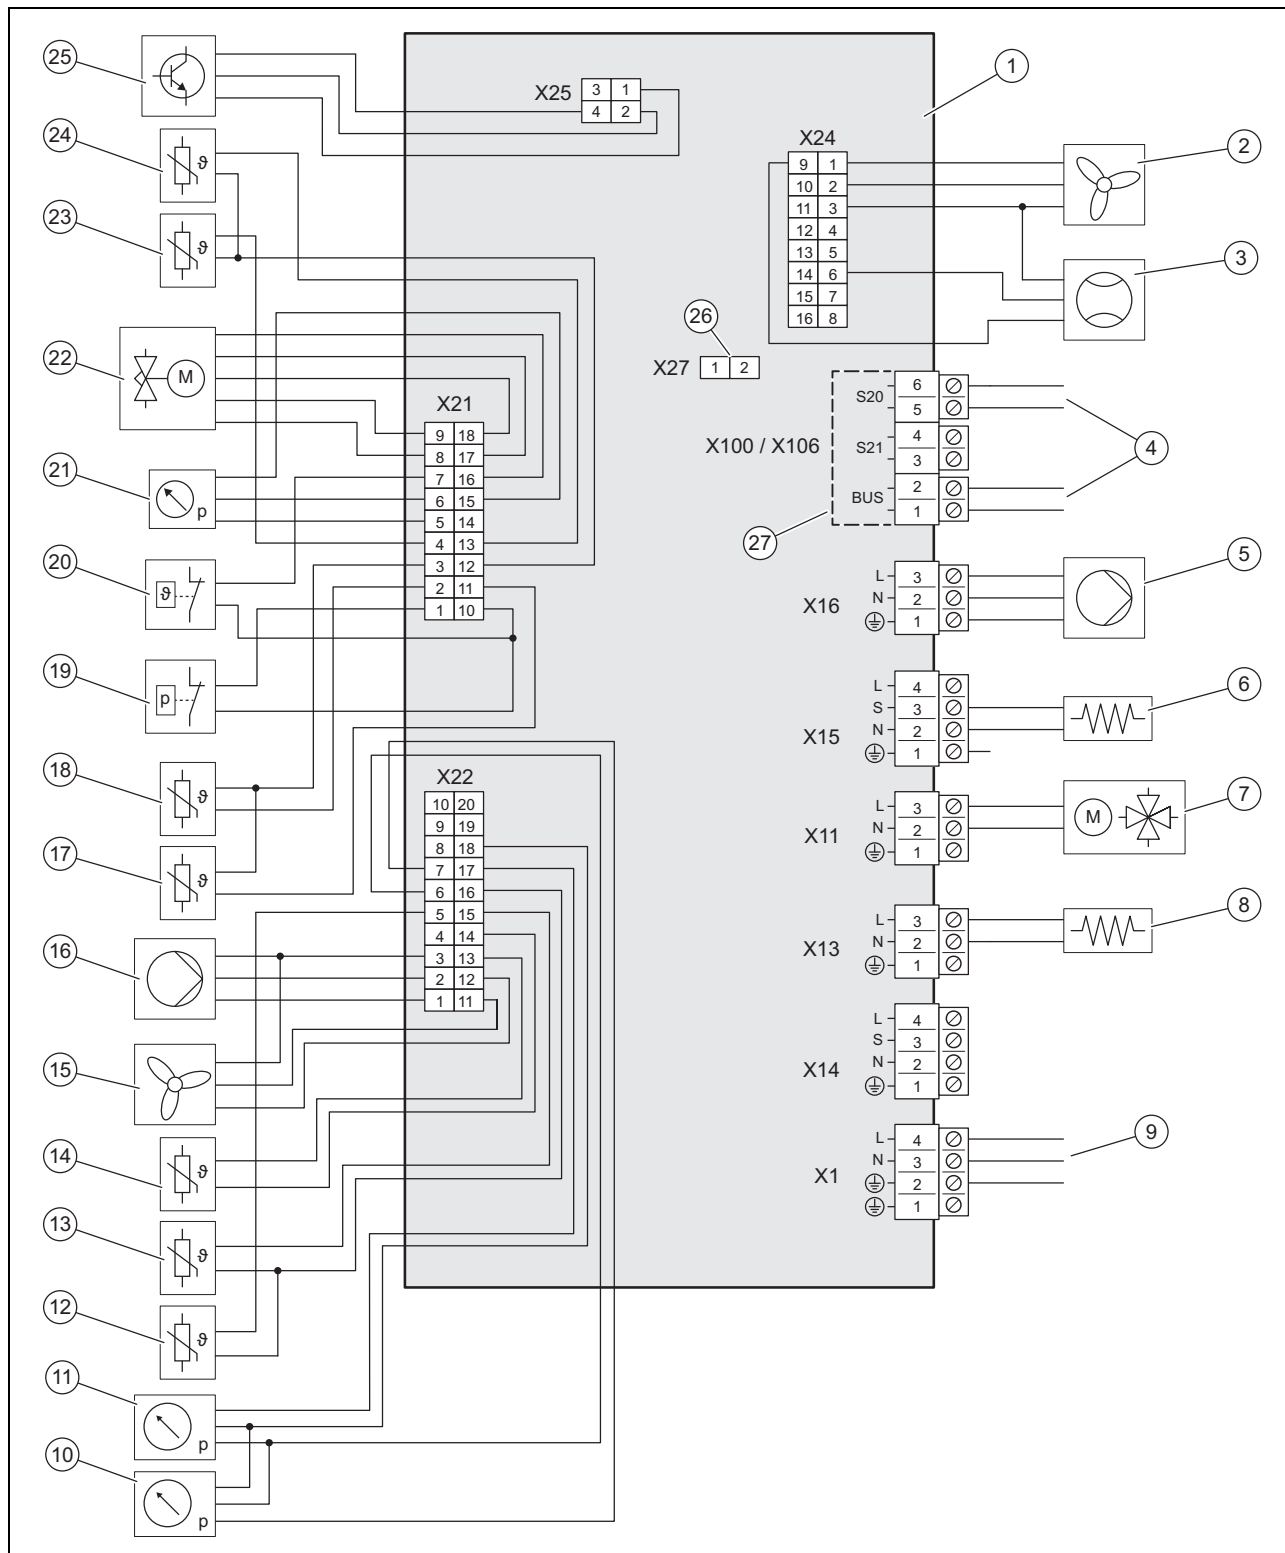 25
X25
3 1
4 2
1
24
ϑ
X24
9 1
10 2
11 3
12 4
13 5
14 6
15 7
16 8
2
23
ϑ
3
26
X27 1 2
22
M
X21
9 18
8 17
7 16
6 15
5 14
4 13
3 12
2 11
1 10
X100 / X106
S20
S21
BUS
6
5
4
3
2
1
4
27
21
p
20
ϑ
X16
L 3
N 2
1
5
19
p
X15
L 4
S 3
N 2
1
6
18
ϑ
X22
10 20
9 19
8 18
7 17
6 16
5 15
4 14
3 13
2 12
1 11
X11
L 3
N 2
1
M
7
17
ϑ
X13
L 3
N 2
1
8
16
X14
L 4
S 3
N 2
1
15
X1
L 4
N 3
2
1
9
14
ϑ
13
ϑ
12
ϑ
11
p
10
p